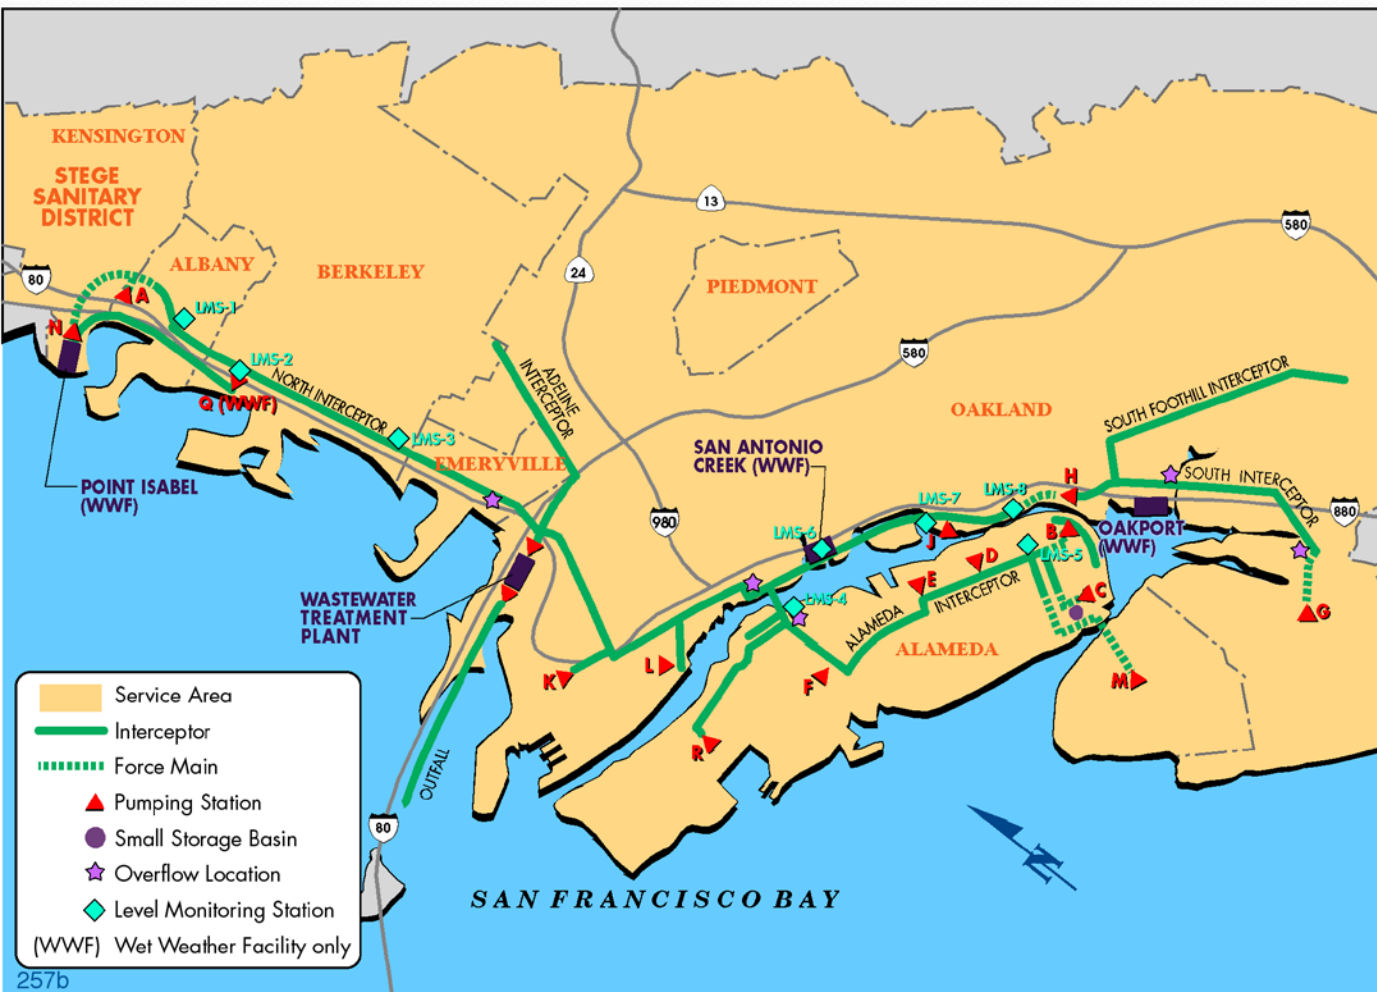 KENSINGTON
STEGE
SANITARY
DISTRICT
ALBANY
BERKELEY
PIEDMONT
OAKLAND
EMERYVILLE
ALAMEDA
13
580
24
80
580
980
880
80
A
N
LMS-1
LMS-2
Q (WWF)
NORTH INTERCEPTOR
LMS-3
ADELINE
INTERCEPTOR
POINT ISABEL
(WWF)
SAN ANTONIO
CREEK (WWF)
SOUTH FOOTHILL INTERCEPTOR
SOUTH INTERCEPTOR
H
LMS-8
LMS-7
LMS-6
J
B
OAKPORT
(WWF)
LMS-5
D
E
C
LMS-4
ALAMEDA INTERCEPTOR
G
WASTEWATER
TREATMENT
PLANT
K
L
F
M
R
OUTFALL
N
SAN FRANCISCO BAY
Service Area
Interceptor
Force Main
Pumping Station
Small Storage Basin
Overflow Location
Level Monitoring Station
(WWF) Wet Weather Facility only
257b